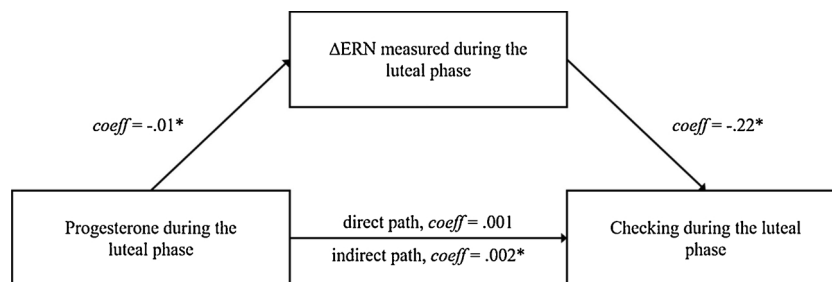 ΔERN measured during the
luteal phase
coeff = -.01*
coeff = -.22*
Progesterone during the
luteal phase
direct path, coeff = .001
indirect path, coeff = .002*
Checking during the luteal
phase